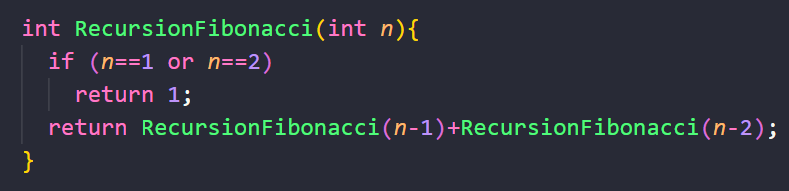 int RecursionFibonacci(int n){
  if (n==1 or n==2)
    return 1;
  return RecursionFibonacci(n-1)+RecursionFibonacci(n-2);
}